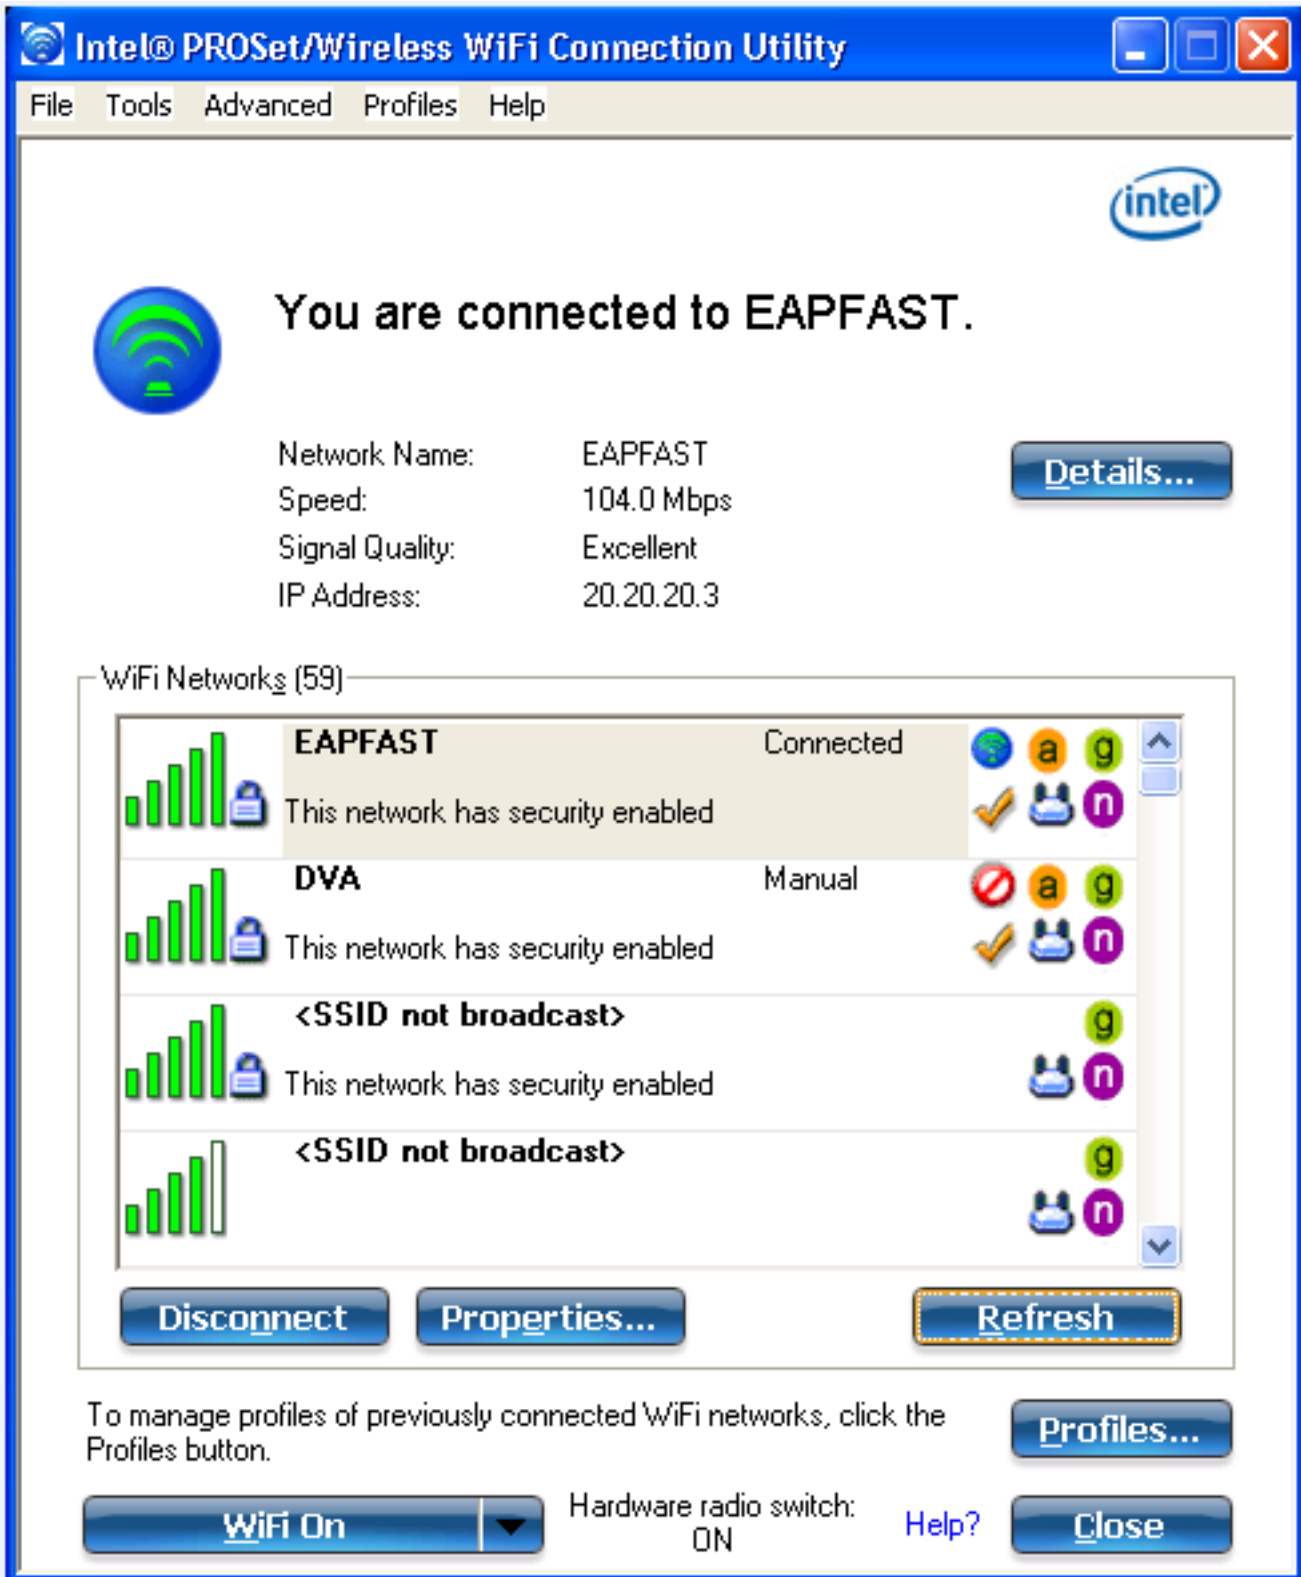 Intel® PROSet/Wireless WiFi Connection Utility
File Tools Advanced Profiles Help
intel
You are connected to EAPFAST.
Network Name: EAPFAST
Details...
Speed: 104.0 Mbps
Signal Quality: Excellent
IP Address: 20.20.20.3
WiFi Networks (59)
EAPFAST Connected a g
This network has security enabled n
DVA Manual a g
This network has security enabled n
<SSID not broadcast> g
This network has security enabled n
<SSID not broadcast> g
n
Disconnect Properties... Refresh
To manage profiles of previously connected WiFi networks, click the
Profiles button.
Profiles...
WiFi On
Hardware radio switch:
ON
Help?
Close